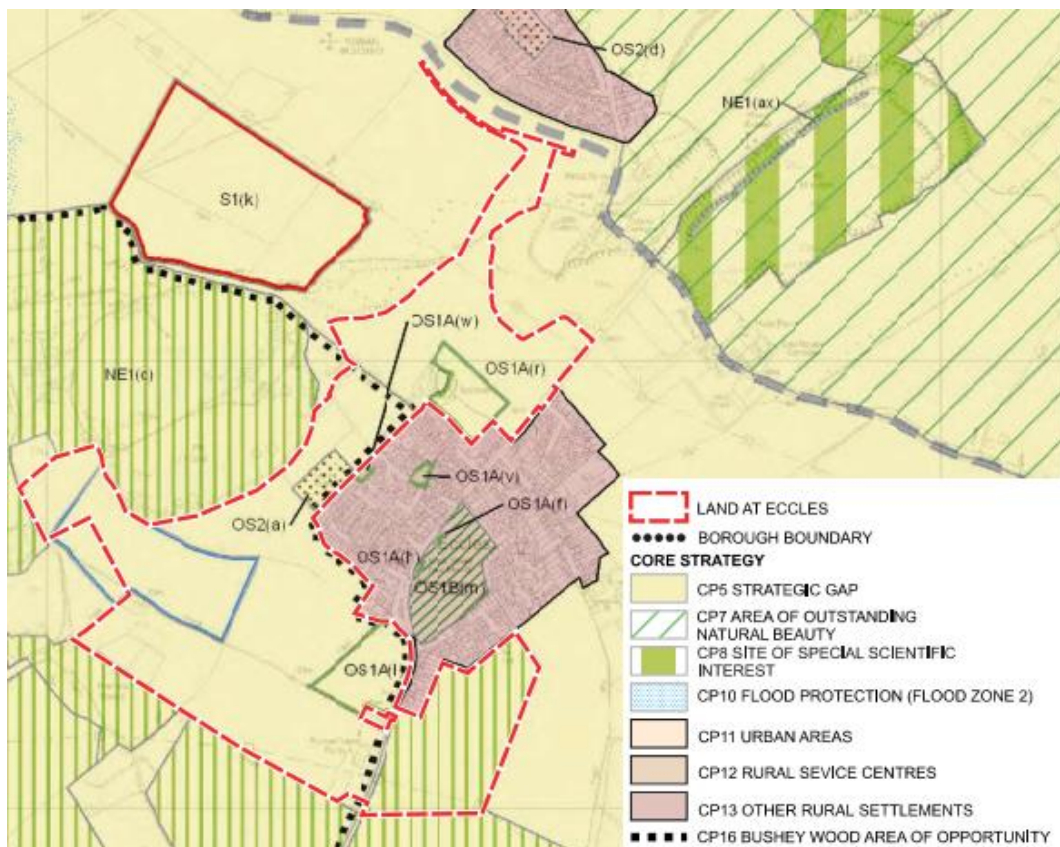 OS2(d)
NE1(ax)
S1(k)
OS1A(w)
NE1(c)
OS1A(r)
OS1A(v)
OS1A(f)
OS2(a)
Eccles
OS1A(h)
OS1B(m)
OS1A(l)
LAND AT ECCLES
BOROUGH BOUNDARY
CORE STRATEGY
CP5 STRATEGIC GAP
CP7 AREA OF OUTSTANDING
NATURAL BEAUTY
CP8 SITE OF SPECIAL SCIENTIFIC
INTEREST
CP10 FLOOD PROTECTION (FLOOD ZONE 2)
CP11 URBAN AREAS
CP12 RURAL SEVICE CENTRES
CP13 OTHER RURAL SETTLEMENTS
CP16 BUSHEY WOOD AREA OF OPPORTUNITY